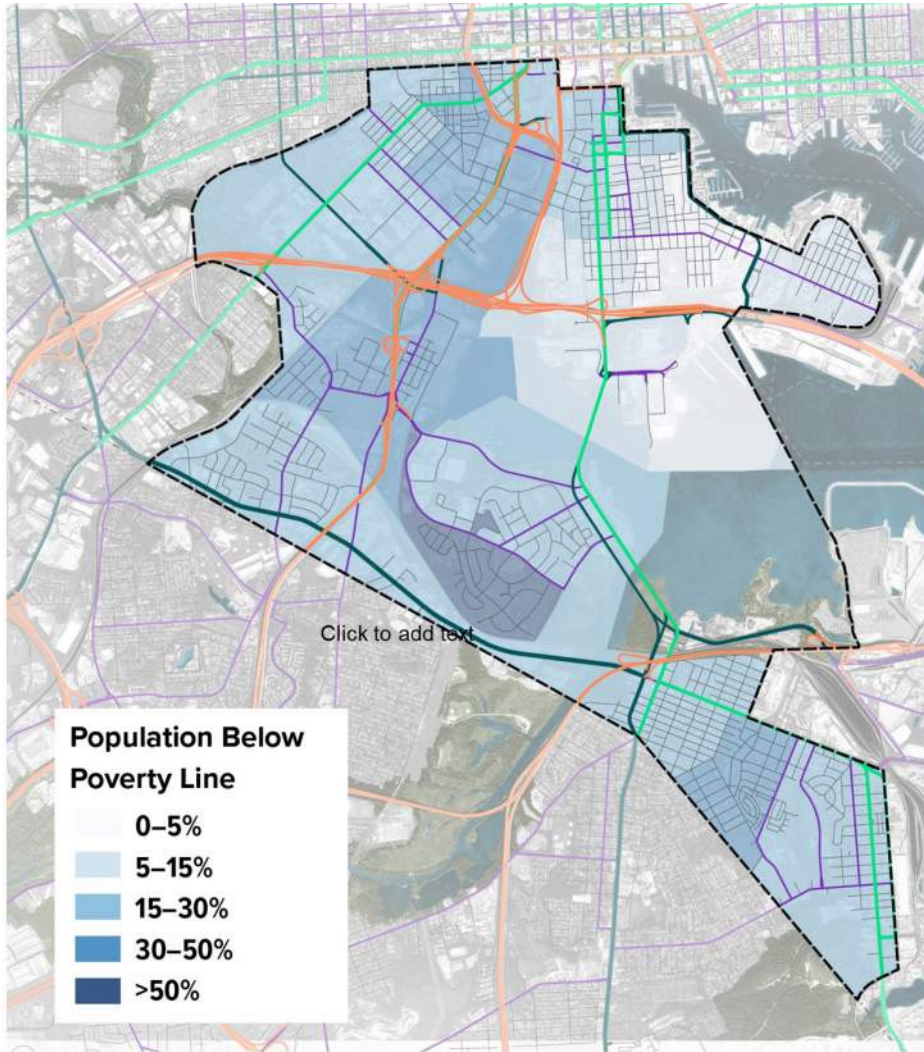 Click to add text
Population Below
Poverty Line
0–5%
5–15%
15–30%
30–50%
>50%